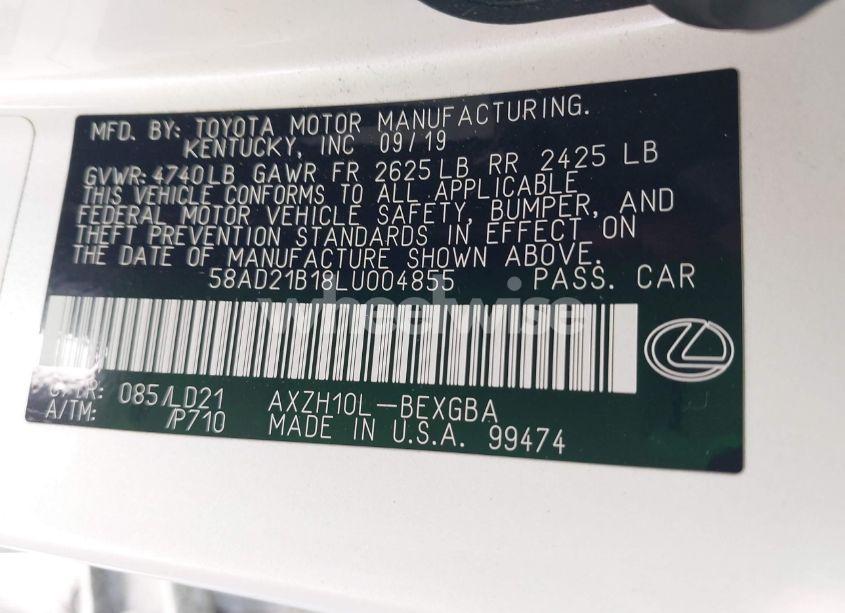 MFD. BY: TOYOTA MOTOR MANUFACTURING.
KENTUCKY, INC 09/19
GVWR: 4740LB GAWR FR 2625LB RR 2425 LB
THIS VEHICLE CONFORMS TO ALL APPLICABLE
FEDERAL MOTOR VEHICLE SAFETY, BUMPER, AND
THEFT PREVENTION STANDARDS IN EFFECT ON
THE DATE OF MANUFACTURE SHOWN ABOVE.
58AD21B18LU004855 PASS. CAR
wheelwise
C/TR: 085/LD21 AXZH10L-BEXGBA
A/TM: /P710 MADE IN U.S.A. 99474